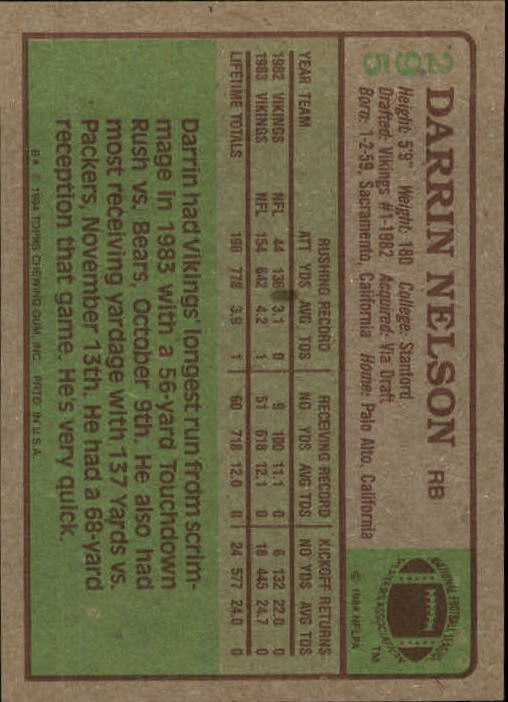 295
DARRIN NELSON RB
Height: 5'9" Weight: 180 College: Stanford
Drafted: Vikings #1-1982 Acquired: Via Draft
Born: 1-2-59, Sacramento, California Home: Palo Alto, California
NATIONAL FOOTBALL LEAGUE
PLAYERS ASSOCIATION
TM
© 1984 NFLPA
RUSHING RECORD RECEIVING RECORD KICKOFF RETURNS
YEAR TEAM ATT YDS AVG TDS NO YDS AVG TDS NO YDS AVG TDS
1982 VIKINGS NFL 44 136 3.1 0 9 100 11.1 0 6 132 22.0 0
1983 VIKINGS NFL 154 642 4.2 1 51 618 12.1 0 18 445 24.7 0
LIFETIME TOTALS 198 778 3.9 1 60 718 12.0 0 24 577 24.0 0
Darrin had Vikings' longest run from scrim-
mage in 1983 with a 56-yard Touchdown
Rush vs. Bears, October 9th. He also had
most receiving yardage with 137 Yards vs.
Packers, November 13th. He had a 68-yard
reception that game. He's very quick.
B* © 1984 TOPPS CHEWING GUM, INC. PRTD. IN U.S.A.